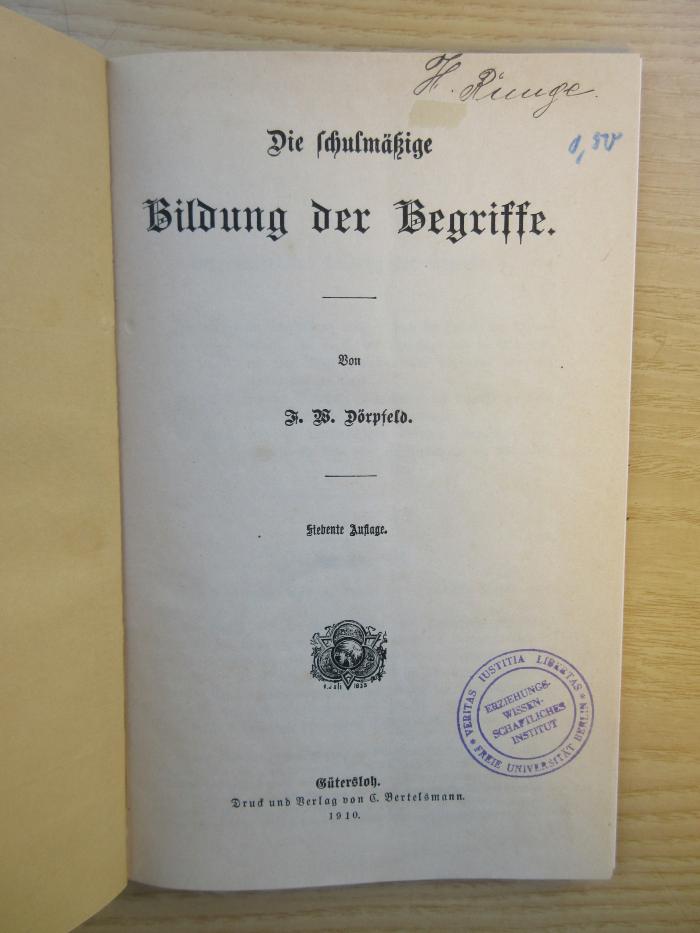 H. Runge.
0,50
Die schulmäßige
Bildung der Begriffe.
Von
F. W. Dörpfeld.
Siebente Auflage.
1835
VERITAS IUSTITIA LIBERTAS
ERZIEHUNGS-
WISSEN-
SCHAFTLICHES
INSTITUT
* FREIE UNIVERSITÄT BERLIN *
Gütersloh.
Druck und Verlag von C. Bertelsmann.
1910.